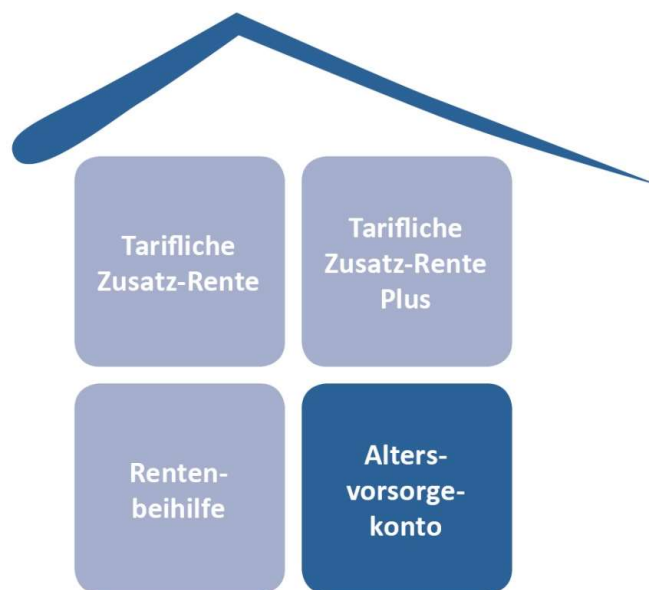 Tarifliche
Zusatz-Rente
Tarifliche
Zusatz-Rente
Plus
Renten-
beihilfe
Alters-
vorsorge-
konto